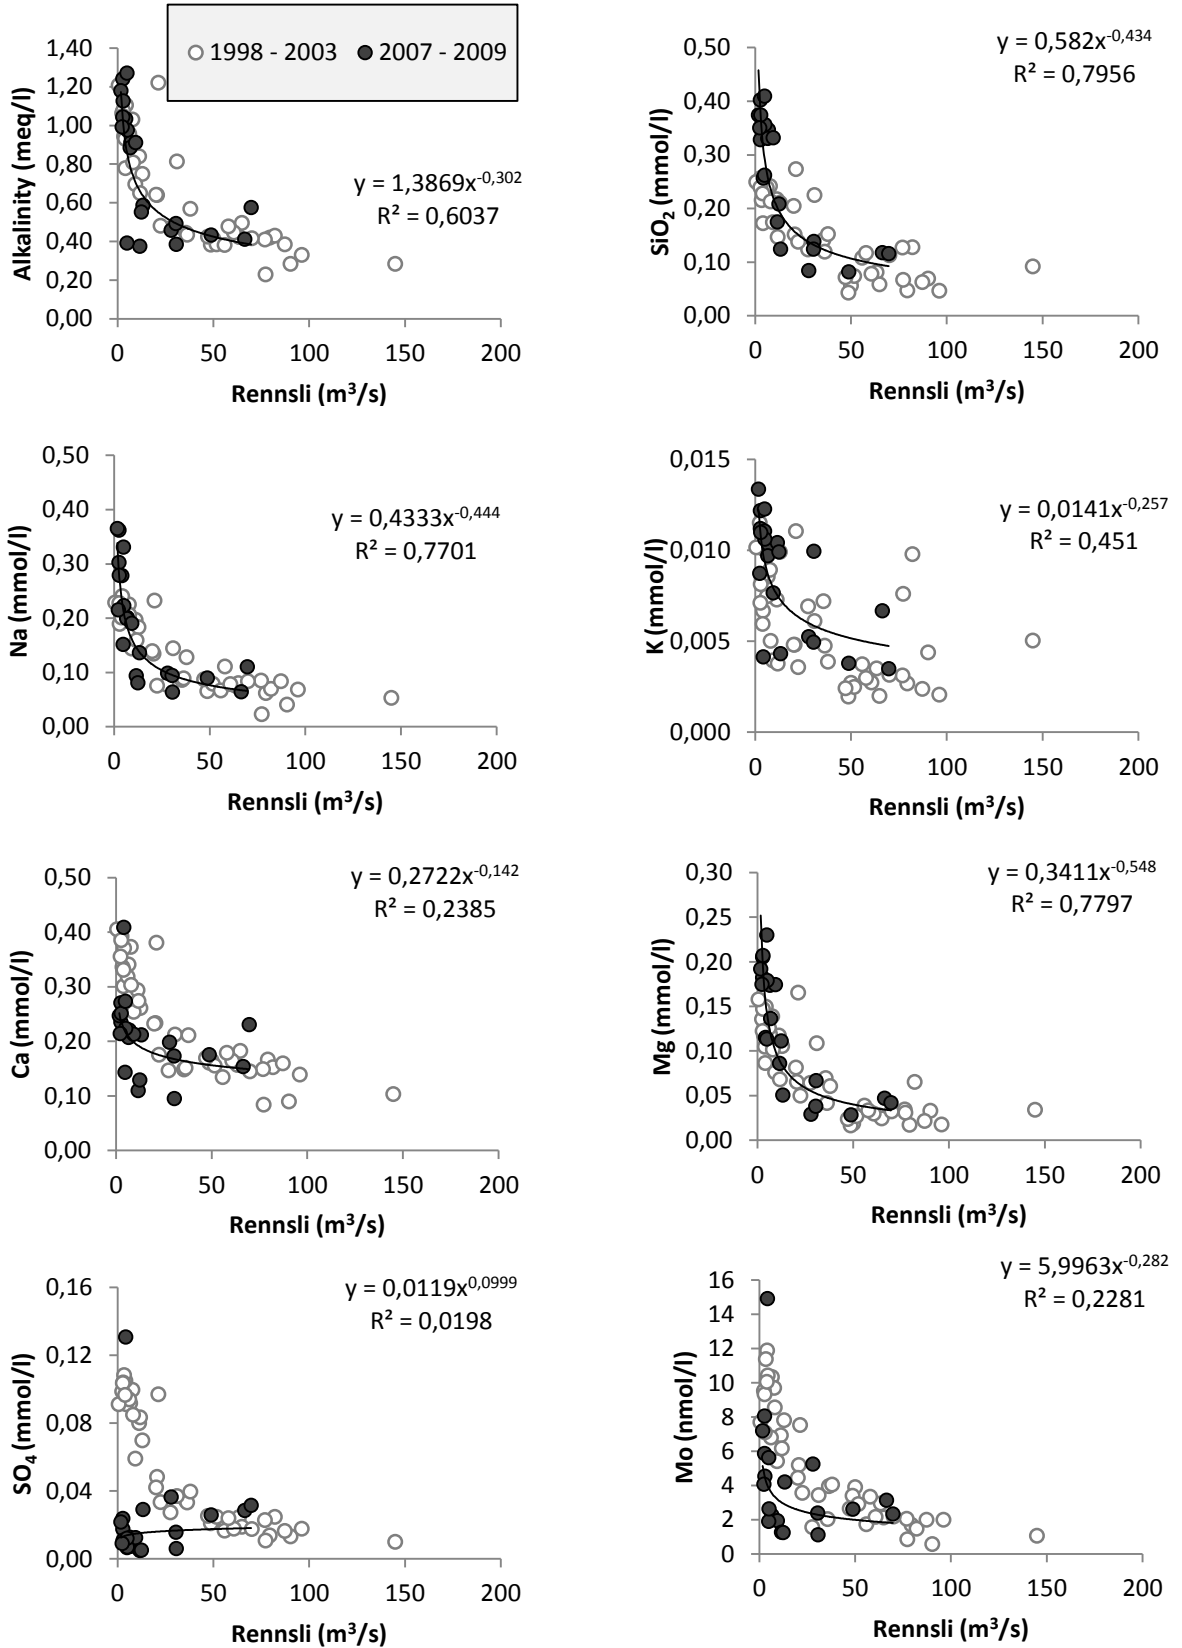 1998 - 2003 2007 - 2009
1,40
1,20
1,00
0,80
0,60
0,40
0,20
0,00
Alkalinity (meq/l)
y = 1,3869x^-0,302
R² = 0,6037
0 50 100 150 200
Rennsli (m³/s)
0,50
0,40
0,30
0,20
0,10
0,00
SiO₂ (mmol/l)
y = 0,582x^-0,434
R² = 0,7956
0 50 100 150 200
Rennsli (m³/s)
0,50
0,40
0,30
0,20
0,10
0,00
Na (mmol/l)
y = 0,4333x^-0,444
R² = 0,7701
0 50 100 150 200
Rennsli (m³/s)
0,015
0,010
0,005
0,000
K (mmol/l)
y = 0,0141x^-0,257
R² = 0,451
0 50 100 150 200
Rennsli (m³/s)
0,50
0,40
0,30
0,20
0,10
0,00
Ca (mmol/l)
y = 0,2722x^-0,142
R² = 0,2385
0 50 100 150 200
Rennsli (m³/s)
0,30
0,25
0,20
0,15
0,10
0,05
0,00
Mg (mmol/l)
y = 0,3411x^-0,548
R² = 0,7797
0 50 100 150 200
Rennsli (m³/s)
0,16
0,12
0,08
0,04
0,00
SO₄ (mmol/l)
y = 0,0119x^0,0999
R² = 0,0198
0 50 100 150 200
Rennsli (m³/s)
16
14
12
10
8
6
4
2
0
Mo (nmol/l)
y = 5,9963x^-0,282
R² = 0,2281
0 50 100 150 200
Rennsli (m³/s)